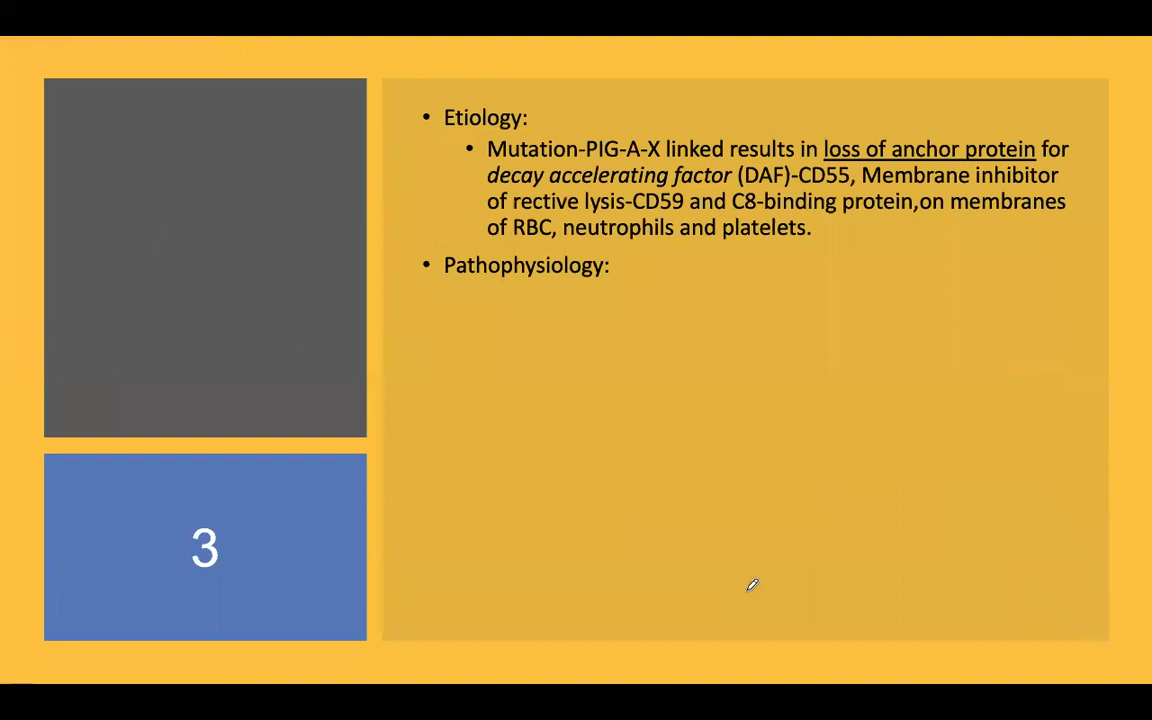 • Etiology:
• Mutation-PIG-A-X linked results in loss of anchor protein for
decay accelerating factor (DAF)-CD55, Membrane inhibitor
of rective lysis-CD59 and C8-binding protein,on membranes
of RBC, neutrophils and platelets.
• Pathophysiology:
3